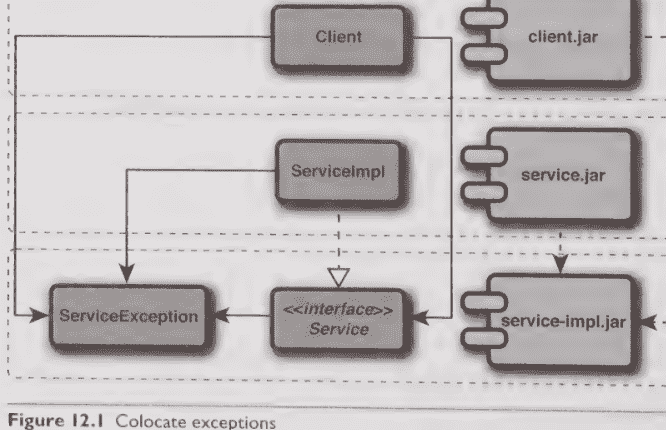 Client
client.jar
ServiceImpl
service.jar
ServiceException
<<interface>>
Service
service-impl.jar
Figure 12.1 Colocate exceptions